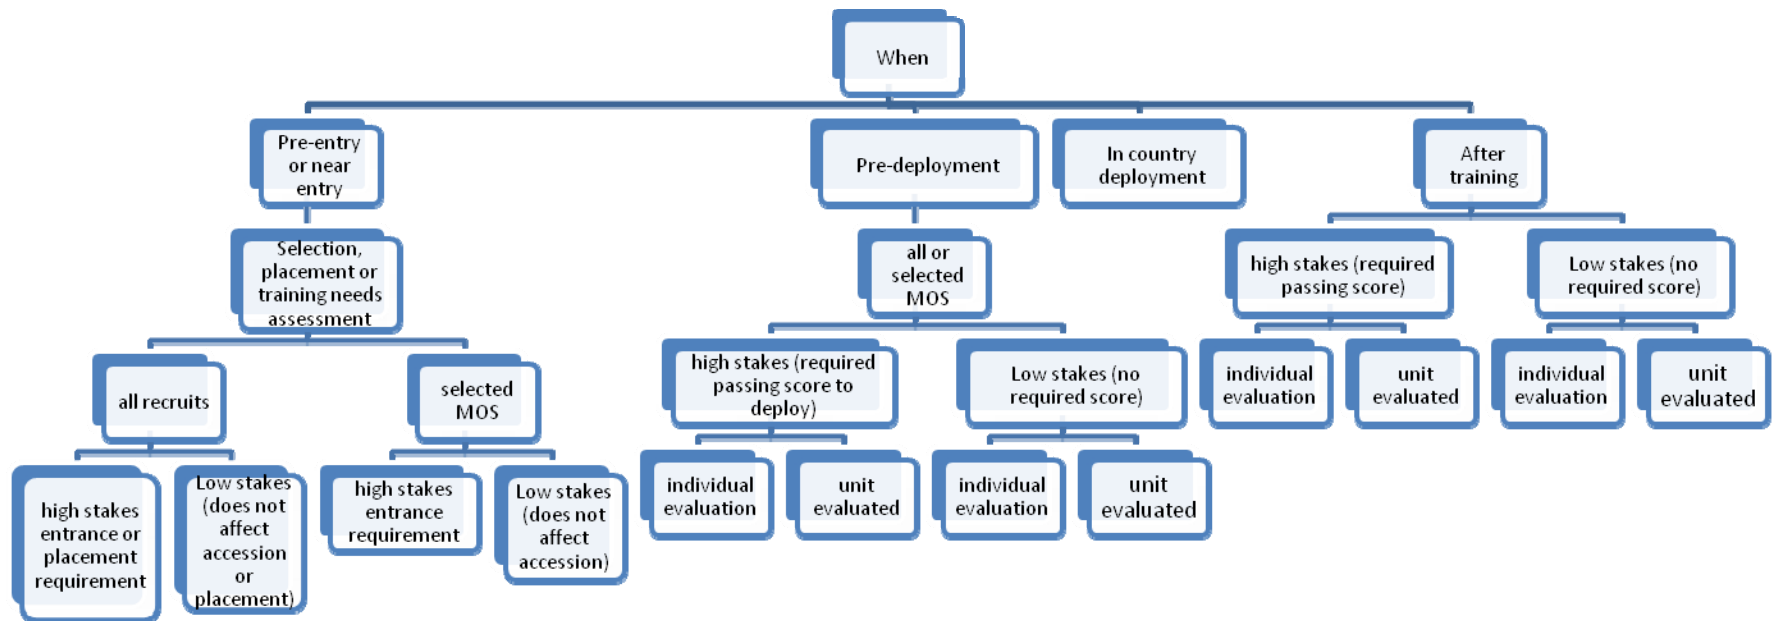 When
Pre-entry
or near
entry
Pre-deployment
In country
deployment
After
training
Selection,
placement or
training needs
assessment
all or
selected
MOS
high stakes (required
passing score)
Low stakes (no
required score)
all recruits
selected
MOS
high stakes (required
passing score to
deploy)
Low stakes (no
required score)
individual
evaluation
unit
evaluated
individual
evaluation
unit
evaluated
high stakes
entrance or
placement
requirement
Low stakes
(does not
affect
accession
or
placement)
high stakes
entrance
requirement
Low stakes
(does not
affect
accession)
individual
evaluation
unit
evaluated
individual
evaluation
unit
evaluated